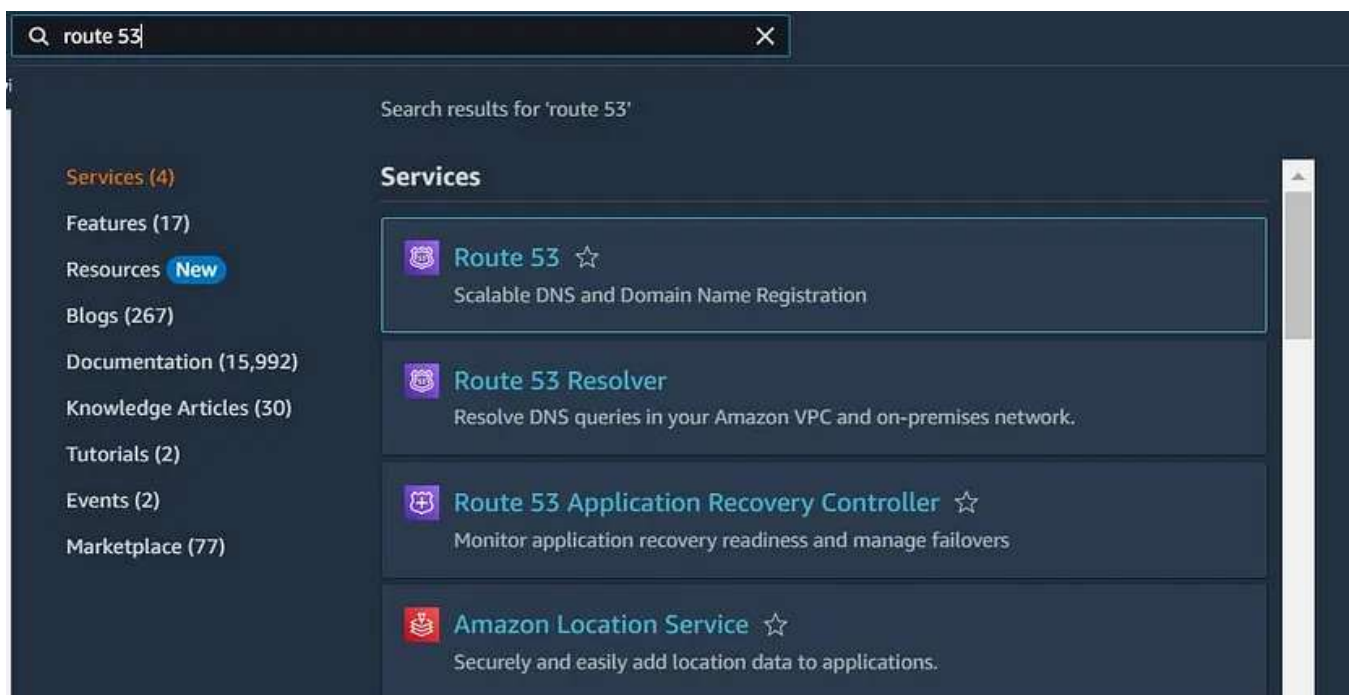 route 53
Search results for 'route 53'
Services (4)
Features (17)
Resources New
Blogs (267)
Documentation (15,992)
Knowledge Articles (30)
Tutorials (2)
Events (2)
Marketplace (77)
Services
Route 53
Scalable DNS and Domain Name Registration
Route 53 Resolver
Resolve DNS queries in your Amazon VPC and on-premises network.
Route 53 Application Recovery Controller
Monitor application recovery readiness and manage failovers
Amazon Location Service
Securely and easily add location data to applications.